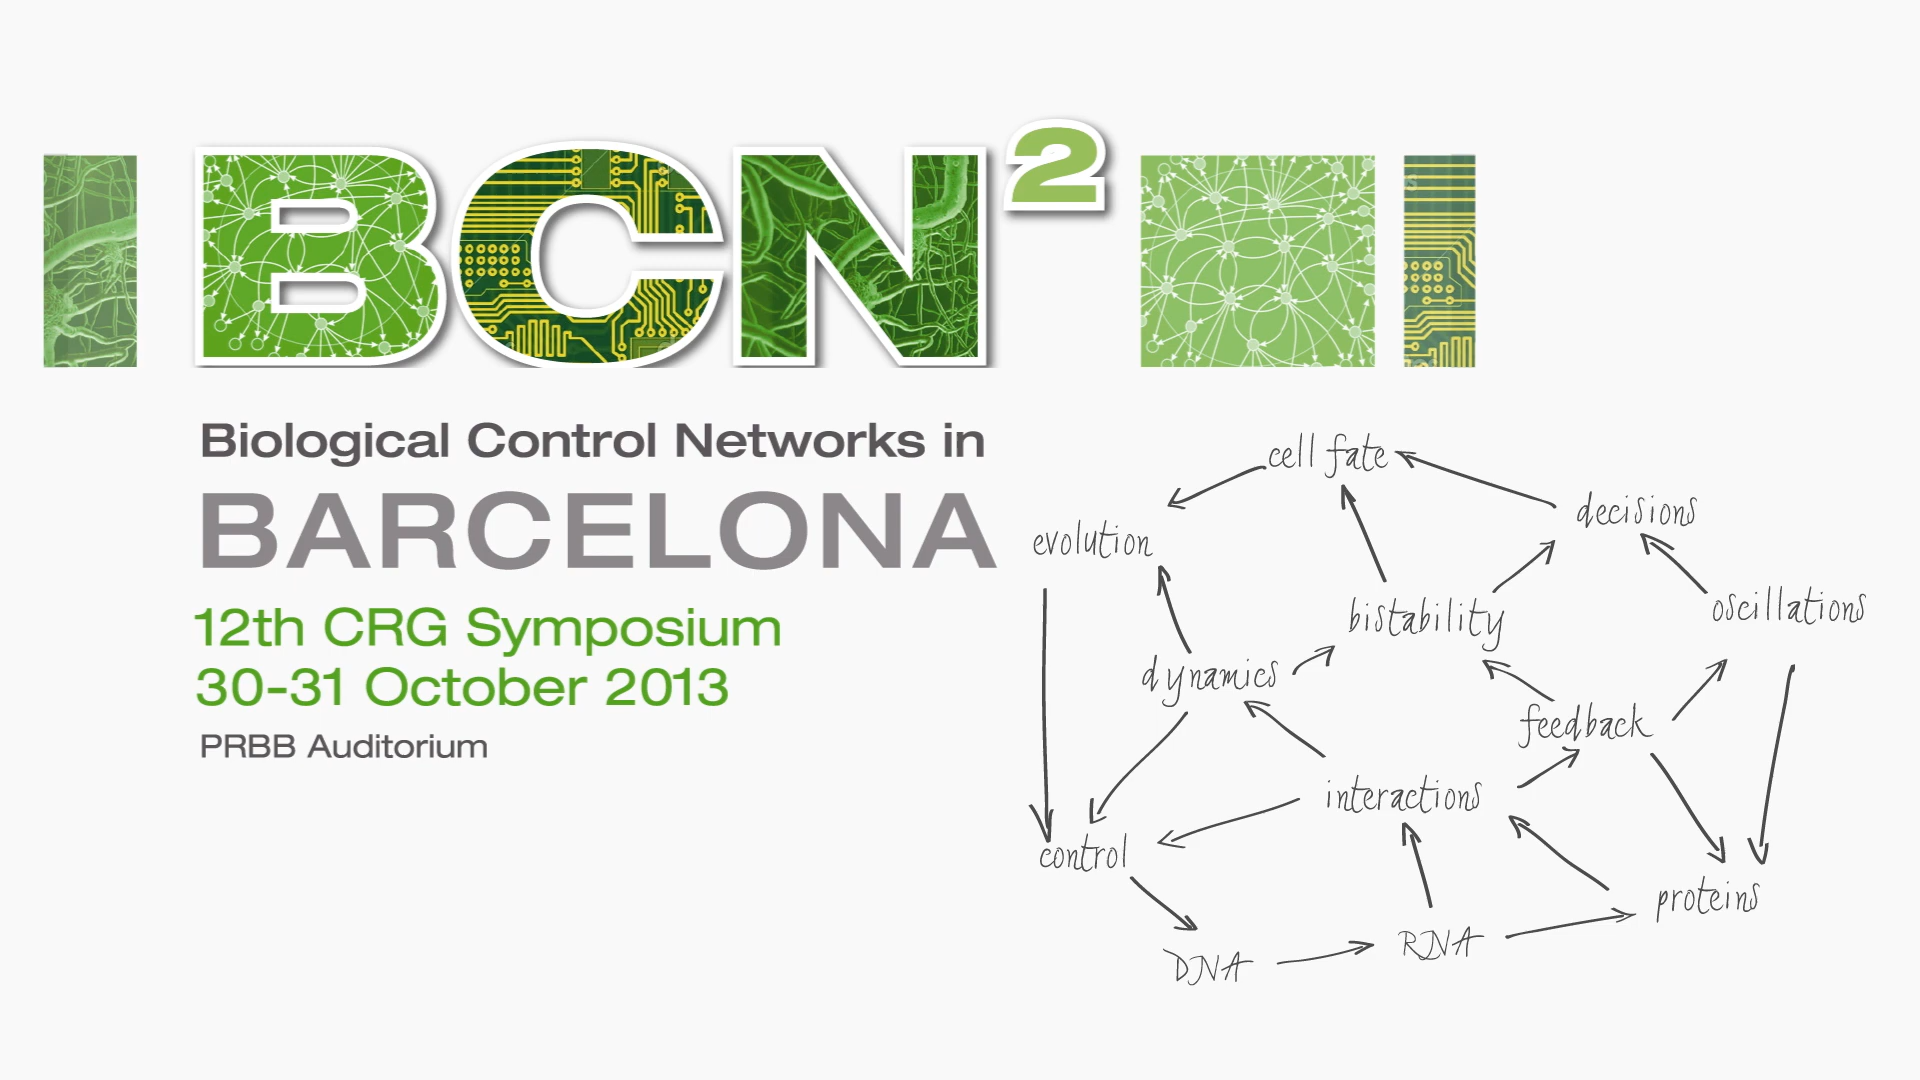 BCN²
Biological Control Networks in
BARCELONA
12th CRG Symposium
30-31 October 2013
PRBB Auditorium
cell fate
decisions
evolution
oscillations
bistability
dynamics
feedback
interactions
control
proteins
RNA
DNA